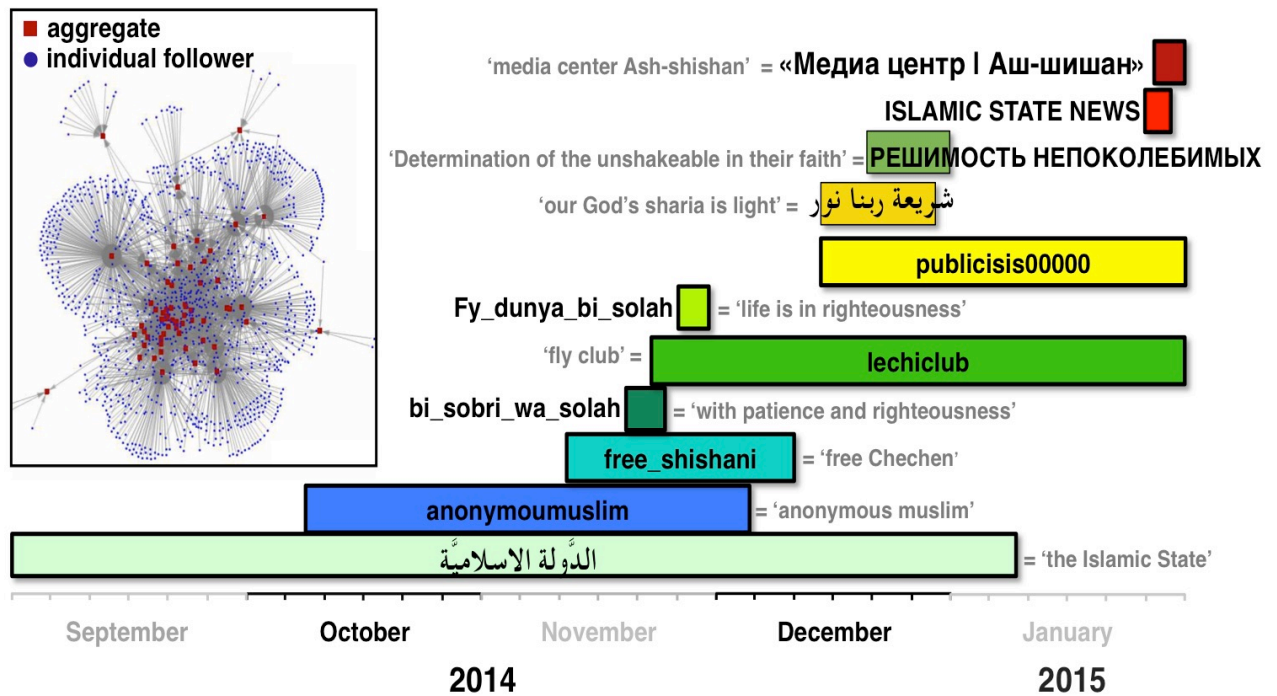 aggregate
individual follower
'media center Ash-shishan' = «Медиа центр | Аш-шишан»
ISLAMIC STATE NEWS
'Determination of the unshakeable in their faith' = РЕШИМОСТЬ НЕПОКОЛЕБИМЫХ
'our God's sharia is light' = شريعة ربنا نور
publicisis00000
Fy_dunya_bi_solah = 'life is in righteousness'
'fly club' = lechiclub
bi_sobri_wa_solah = 'with patience and righteousness'
free_shishani = 'free Chechen'
anonymoumuslim = 'anonymous muslim'
الدَّولة الاسلاميَّة = 'the Islamic State'
September October November December January
2014 2015